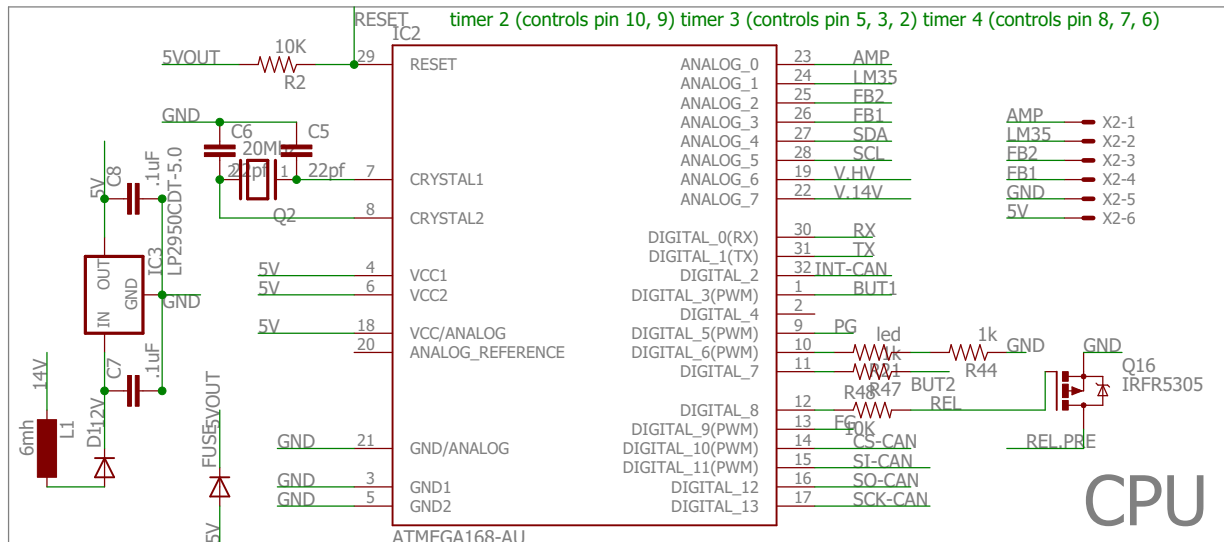 RESET
timer 2 (controls pin 10, 9) timer 3 (controls pin 5, 3, 2) timer 4 (controls pin 8, 7, 6)
IC2
5VOUT
10K
R2
29
RESET
GND
C6
C5
20Mhz
22pf
22pf
2
1
Q2
7
CRYSTAL1
8
CRYSTAL2
5V
4
VCC1
5V
6
VCC2
5V
18
VCC/ANALOG
20
ANALOG_REFERENCE
GND
21
GND/ANALOG
GND
3
GND1
GND
5
GND2
ATMEGA168-AU
5V
C8
.1uF
IC3
LP2950CDT-5.0
OUT
GND
IN
GND
C7
.1uF
14V
12V
6mh
L1
D1
FUSE
5VOUT
5V
ANALOG_0
23
AMP
ANALOG_1
24
LM35
ANALOG_2
25
FB2
ANALOG_3
26
FB1
ANALOG_4
27
SDA
ANALOG_5
28
SCL
ANALOG_6
19
V.HV
ANALOG_7
22
V.14V
DIGITAL_0(RX)
30
RX
DIGITAL_1(TX)
31
TX
DIGITAL_2
32
INT-CAN
DIGITAL_3(PWM)
1
BUT1
DIGITAL_4
2
DIGITAL_5(PWM)
9
PG
DIGITAL_6(PWM)
10
led
1k
R21
1k
R44
GND
DIGITAL_7
11
R47
BUT2
DIGITAL_8
12
R48
10K
REL
DIGITAL_9(PWM)
13
FG
DIGITAL_10(PWM)
14
CS-CAN
DIGITAL_11(PWM)
15
SI-CAN
DIGITAL_12
16
SO-CAN
DIGITAL_13
17
SCK-CAN
AMP
X2-1
LM35
X2-2
FB2
X2-3
FB1
X2-4
GND
X2-5
5V
X2-6
GND
Q16
IRFR5305
REL.PRE
CPU